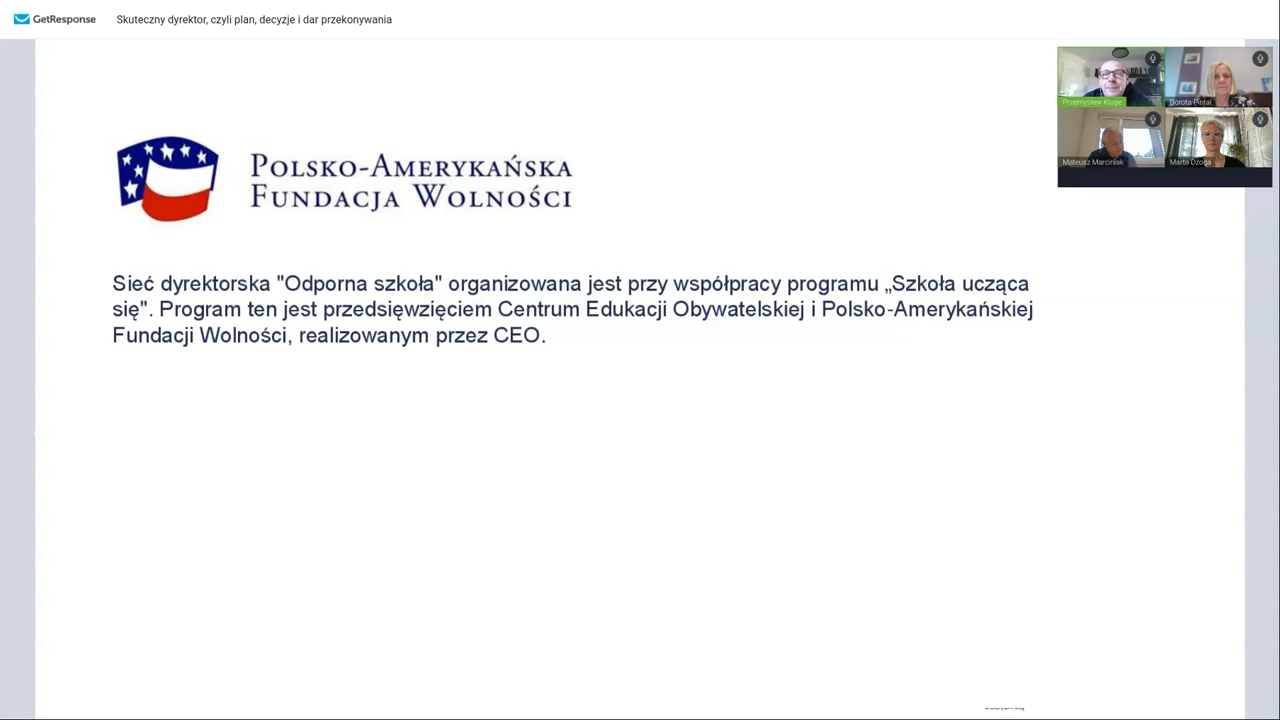 GetResponse
Skuteczny dyrektor, czyli plan, decyzje i dar przekonywania
Przemysław Kluge
Dorota Pintal
Mateusz Marciniak
Marta Dżoga
Polsko-Amerykańska
Fundacja Wolności
Sieć dyrektorska "Odporna szkoła" organizowana jest przy współpracy programu „Szkoła ucząca
się". Program ten jest przedsięwzięciem Centrum Edukacji Obywatelskiej i Polsko-Amerykańskiej
Fundacji Wolności, realizowanym przez CEO.